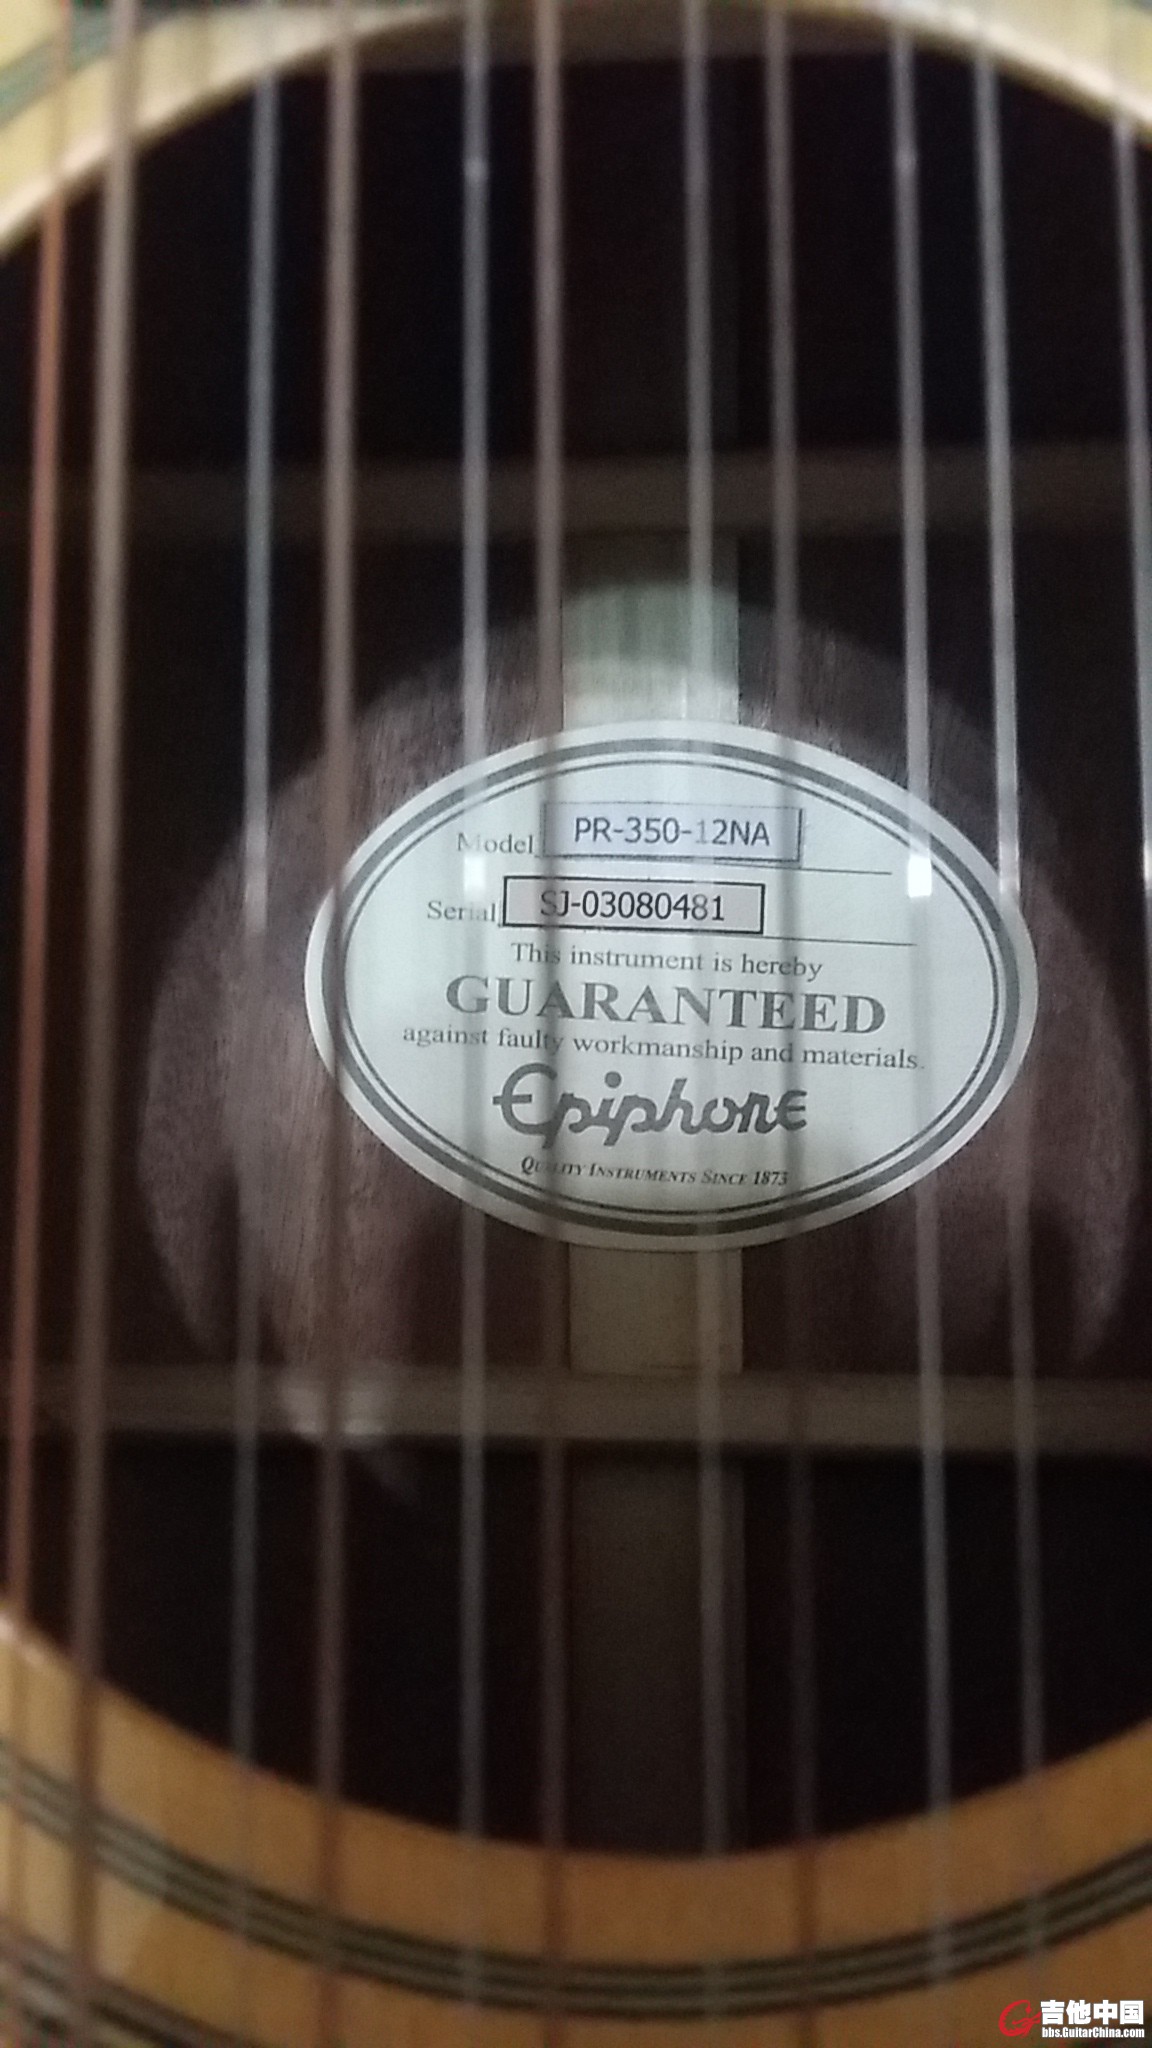 Model PR-350-12NA
Serial SJ-03080481
This instrument is hereby
GUARANTEED
against faulty workmanship and materials.
Epiphone
QUALITY INSTRUMENTS SINCE 1873
吉他中国
bbs.GuitarChina.com